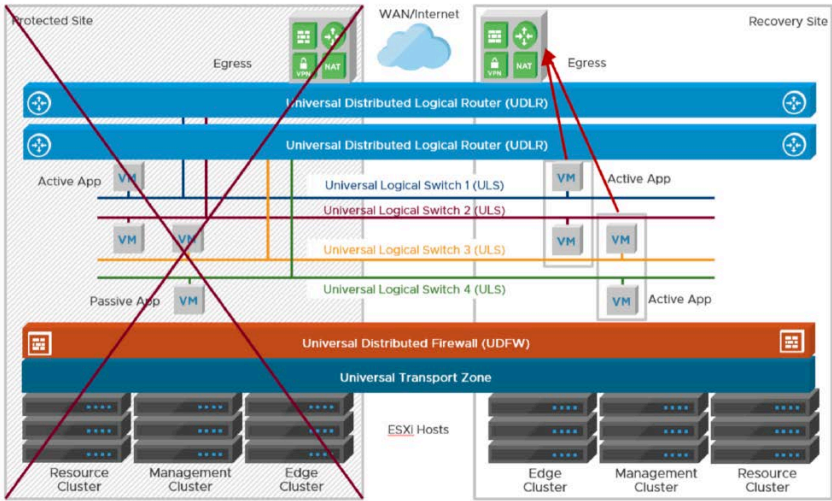 Protected Site
WAN/Internet
Recovery Site
Egress
VPN
NAT
VPN
NAT
Egress
Universal Distributed Logical Router (UDLR)
Universal Distributed Logical Router (UDLR)
Active App
VM
Universal Logical Switch 1 (ULS)
VM
Active App
Universal Logical Switch 2 (ULS)
VM
VM
Universal Logical Switch 3 (ULS)
VM
VM
Passive App
VM
Universal Logical Switch 4 (ULS)
VM
Active App
Universal Distributed Firewall (UDFW)
Universal Transport Zone
ESXi Hosts
Resource
Cluster
Management
Cluster
Edge
Cluster
Edge
Cluster
Management
Cluster
Resource
Cluster